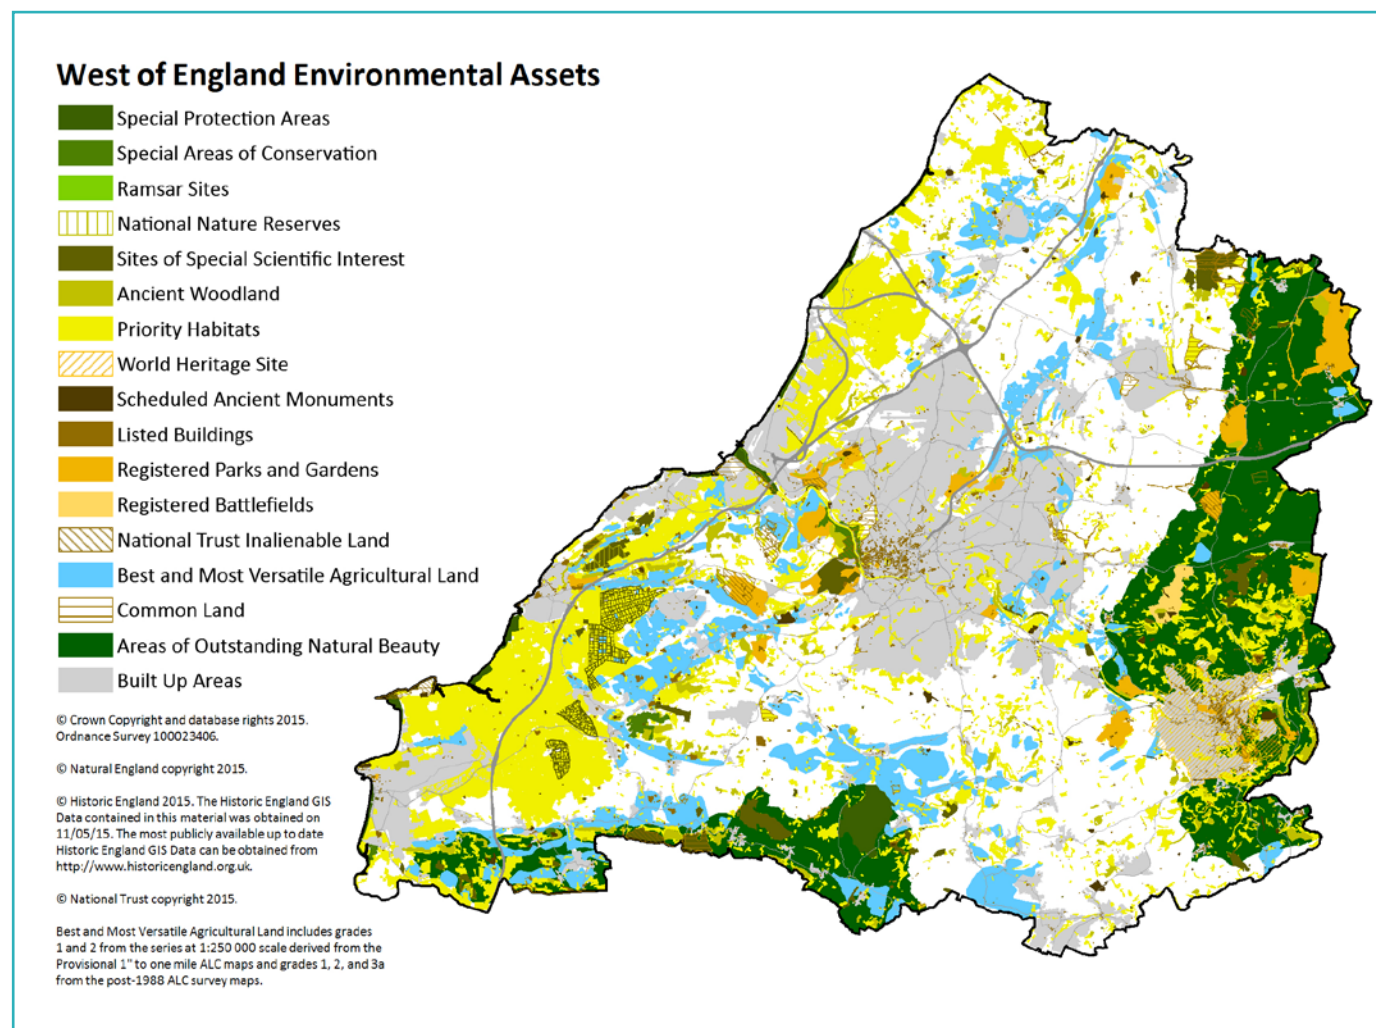 West of England Environmental Assets
Special Protection Areas
Special Areas of Conservation
Ramsar Sites
National Nature Reserves
Sites of Special Scientific Interest
Ancient Woodland
Priority Habitats
World Heritage Site
Scheduled Ancient Monuments
Listed Buildings
Registered Parks and Gardens
Registered Battlefields
National Trust Inalienable Land
Best and Most Versatile Agricultural Land
Common Land
Areas of Outstanding Natural Beauty
Built Up Areas
© Crown Copyright and database rights 2015.
Ordnance Survey 100023406.
© Natural England copyright 2015.
© Historic England 2015. The Historic England GIS
Data contained in this material was obtained on
11/05/15. The most publicly available up to date
Historic England GIS Data can be obtained from
http://www.historicengland.org.uk.
© National Trust copyright 2015.
Best and Most Versatile Agricultural Land includes grades
1 and 2 from the series at 1:250 000 scale derived from the
Provisional 1" to one mile ALC maps and grades 1, 2, and 3a
from the post-1988 ALC survey maps.